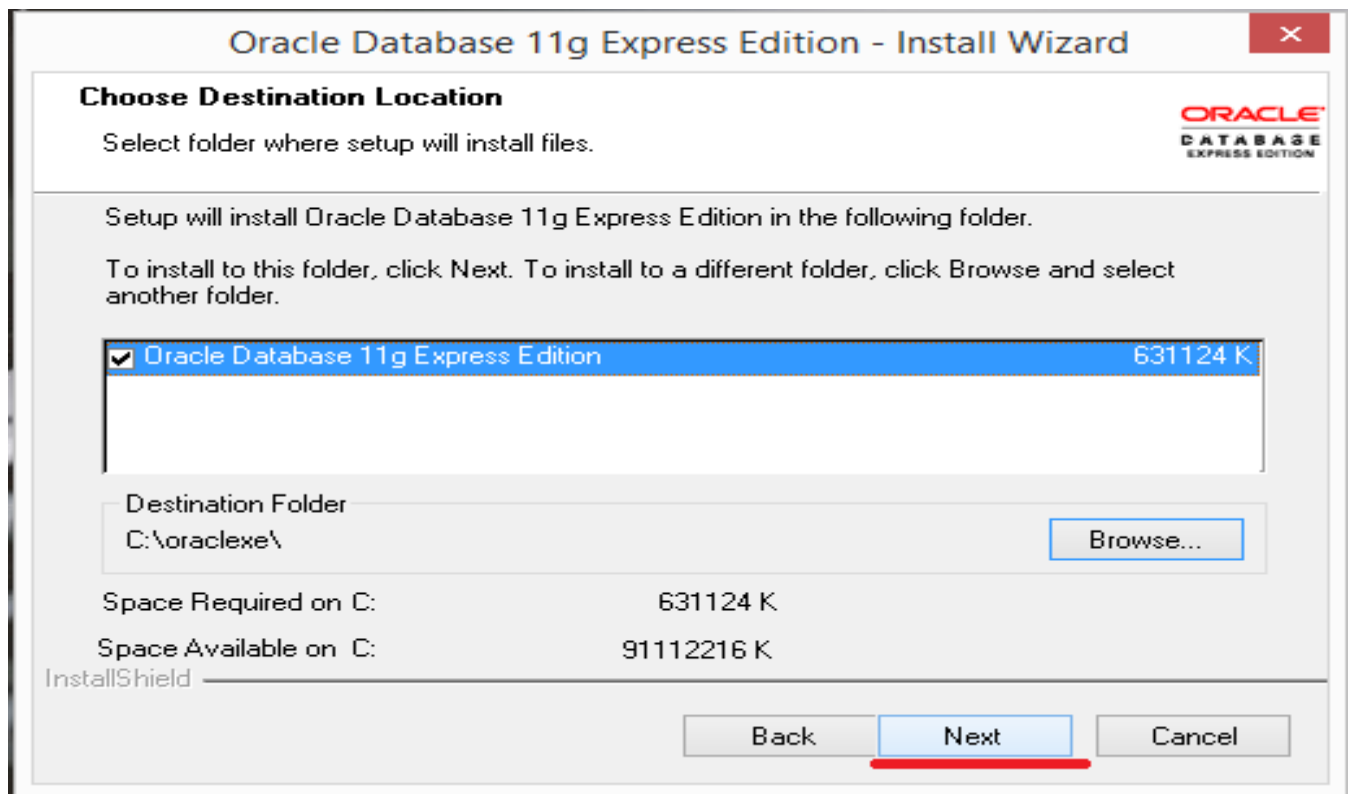 Oracle Database 11g Express Edition - Install Wizard
Choose Destination Location
Select folder where setup will install files.
ORACLE
DATABASE
EXPRESS EDITION
Setup will install Oracle Database 11g Express Edition in the following folder.
To install to this folder, click Next. To install to a different folder, click Browse and select
another folder.
Oracle Database 11g Express Edition 631124 K
Destination Folder
C:\oraclexe\ Browse...
Space Required on C: 631124 K
Space Available on C: 91112216 K
InstallShield
Back Next Cancel